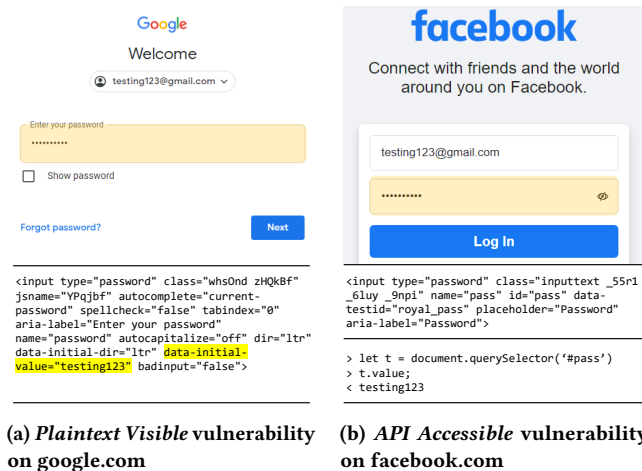 Google
Welcome
testing123@gmail.com
Enter your password
••••••••••
Show password
Forgot password?
Next
<input type="password" class="whsOnd zHQkBf"
jsname="YPqjbf" autocomplete="current-
password" spellcheck="false" tabindex="0"
aria-label="Enter your password"
name="password" autocapitalize="off" dir="ltr"
data-initial-dir="ltr" data-initial-
value="testing123" badinput="false">
(a) Plaintext Visible vulnerability
on google.com
facebook
Connect with friends and the world
around you on Facebook.
testing123@gmail.com
••••••••••
Log In
<input type="password" class="inputtext _55r1
_6luy _9npi" name="pass" id="pass" data-
testid="royal_pass" placeholder="Password"
aria-label="Password">
> let t = document.querySelector(‘#pass’)
> t.value;
< testing123
(b) API Accessible vulnerability
on facebook.com